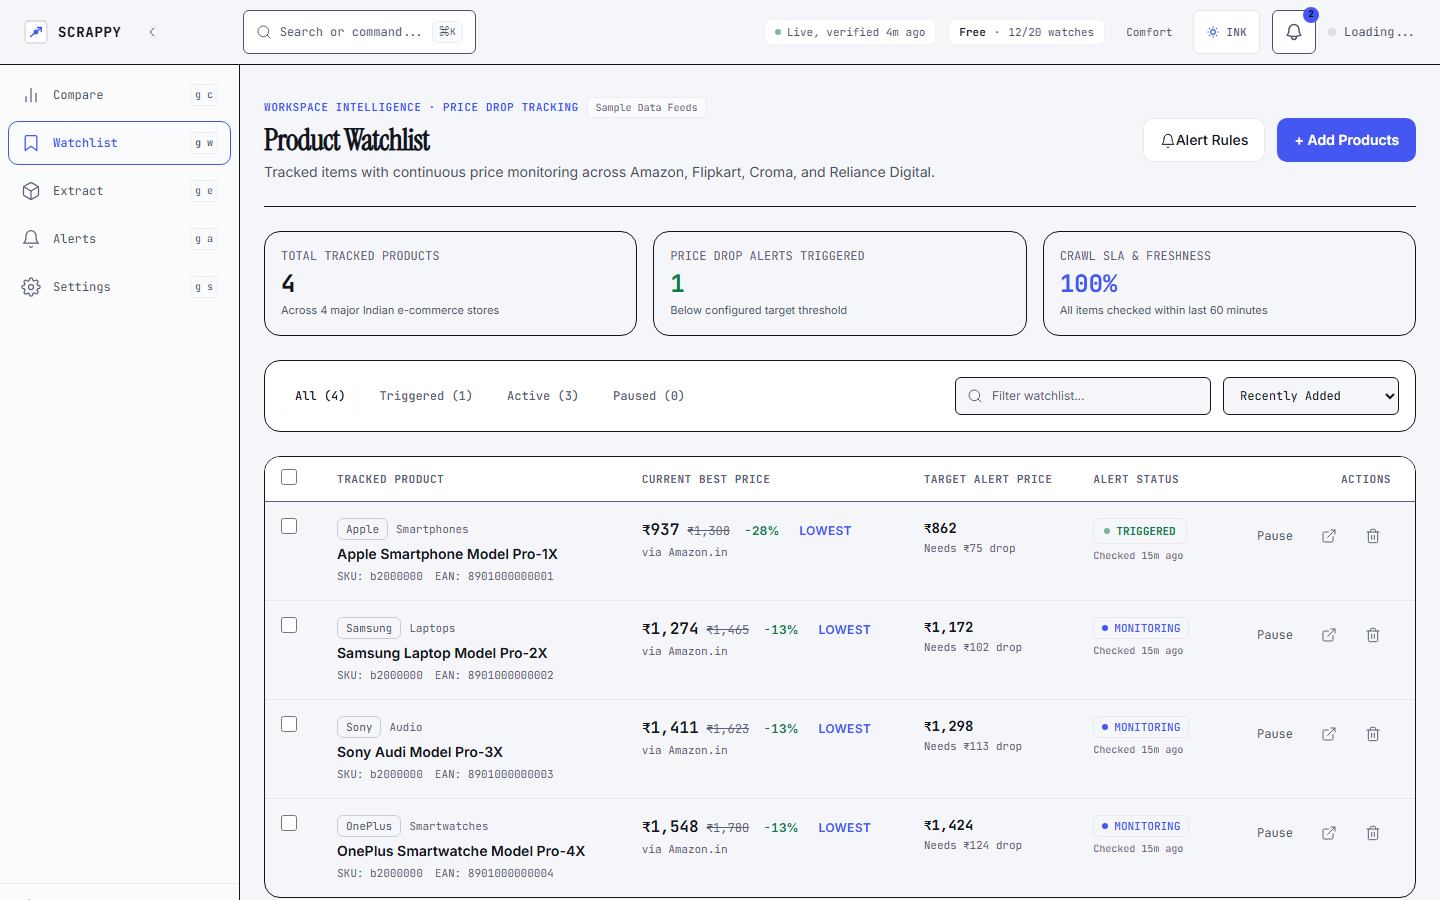 SCRAPPY
Search or command... ⌘K
Live, verified 4m ago
Free · 12/20 watches
Comfort
INK
2
Loading...
Compare g c
Watchlist g w
Extract g e
Alerts g a
Settings g s
WORKSPACE INTELLIGENCE · PRICE DROP TRACKING Sample Data Feeds
Product Watchlist
Tracked items with continuous price monitoring across Amazon, Flipkart, Croma, and Reliance Digital.
Alert Rules
+ Add Products
TOTAL TRACKED PRODUCTS
4
Across 4 major Indian e-commerce stores
PRICE DROP ALERTS TRIGGERED
1
Below configured target threshold
CRAWL SLA & FRESHNESS
100%
All items checked within last 60 minutes
All (4) Triggered (1) Active (3) Paused (0)
Filter watchlist...
Recently Added
TRACKED PRODUCT CURRENT BEST PRICE TARGET ALERT PRICE ALERT STATUS ACTIONS
Apple Smartphones
Apple Smartphone Model Pro-1X
SKU: b2000000 EAN: 8901000000001
₹937 ₹1,308 -28% LOWEST
via Amazon.in
₹862
Needs ₹75 drop
TRIGGERED
Checked 15m ago
Pause
Samsung Laptops
Samsung Laptop Model Pro-2X
SKU: b2000000 EAN: 8901000000002
₹1,274 ₹1,465 -13% LOWEST
via Amazon.in
₹1,172
Needs ₹102 drop
MONITORING
Checked 15m ago
Pause
Sony Audio
Sony Audi Model Pro-3X
SKU: b2000000 EAN: 8901000000003
₹1,411 ₹1,623 -13% LOWEST
via Amazon.in
₹1,298
Needs ₹113 drop
MONITORING
Checked 15m ago
Pause
OnePlus Smartwatches
OnePlus Smartwatche Model Pro-4X
SKU: b2000000 EAN: 8901000000004
₹1,548 ₹1,780 -13% LOWEST
via Amazon.in
₹1,424
Needs ₹124 drop
MONITORING
Checked 15m ago
Pause